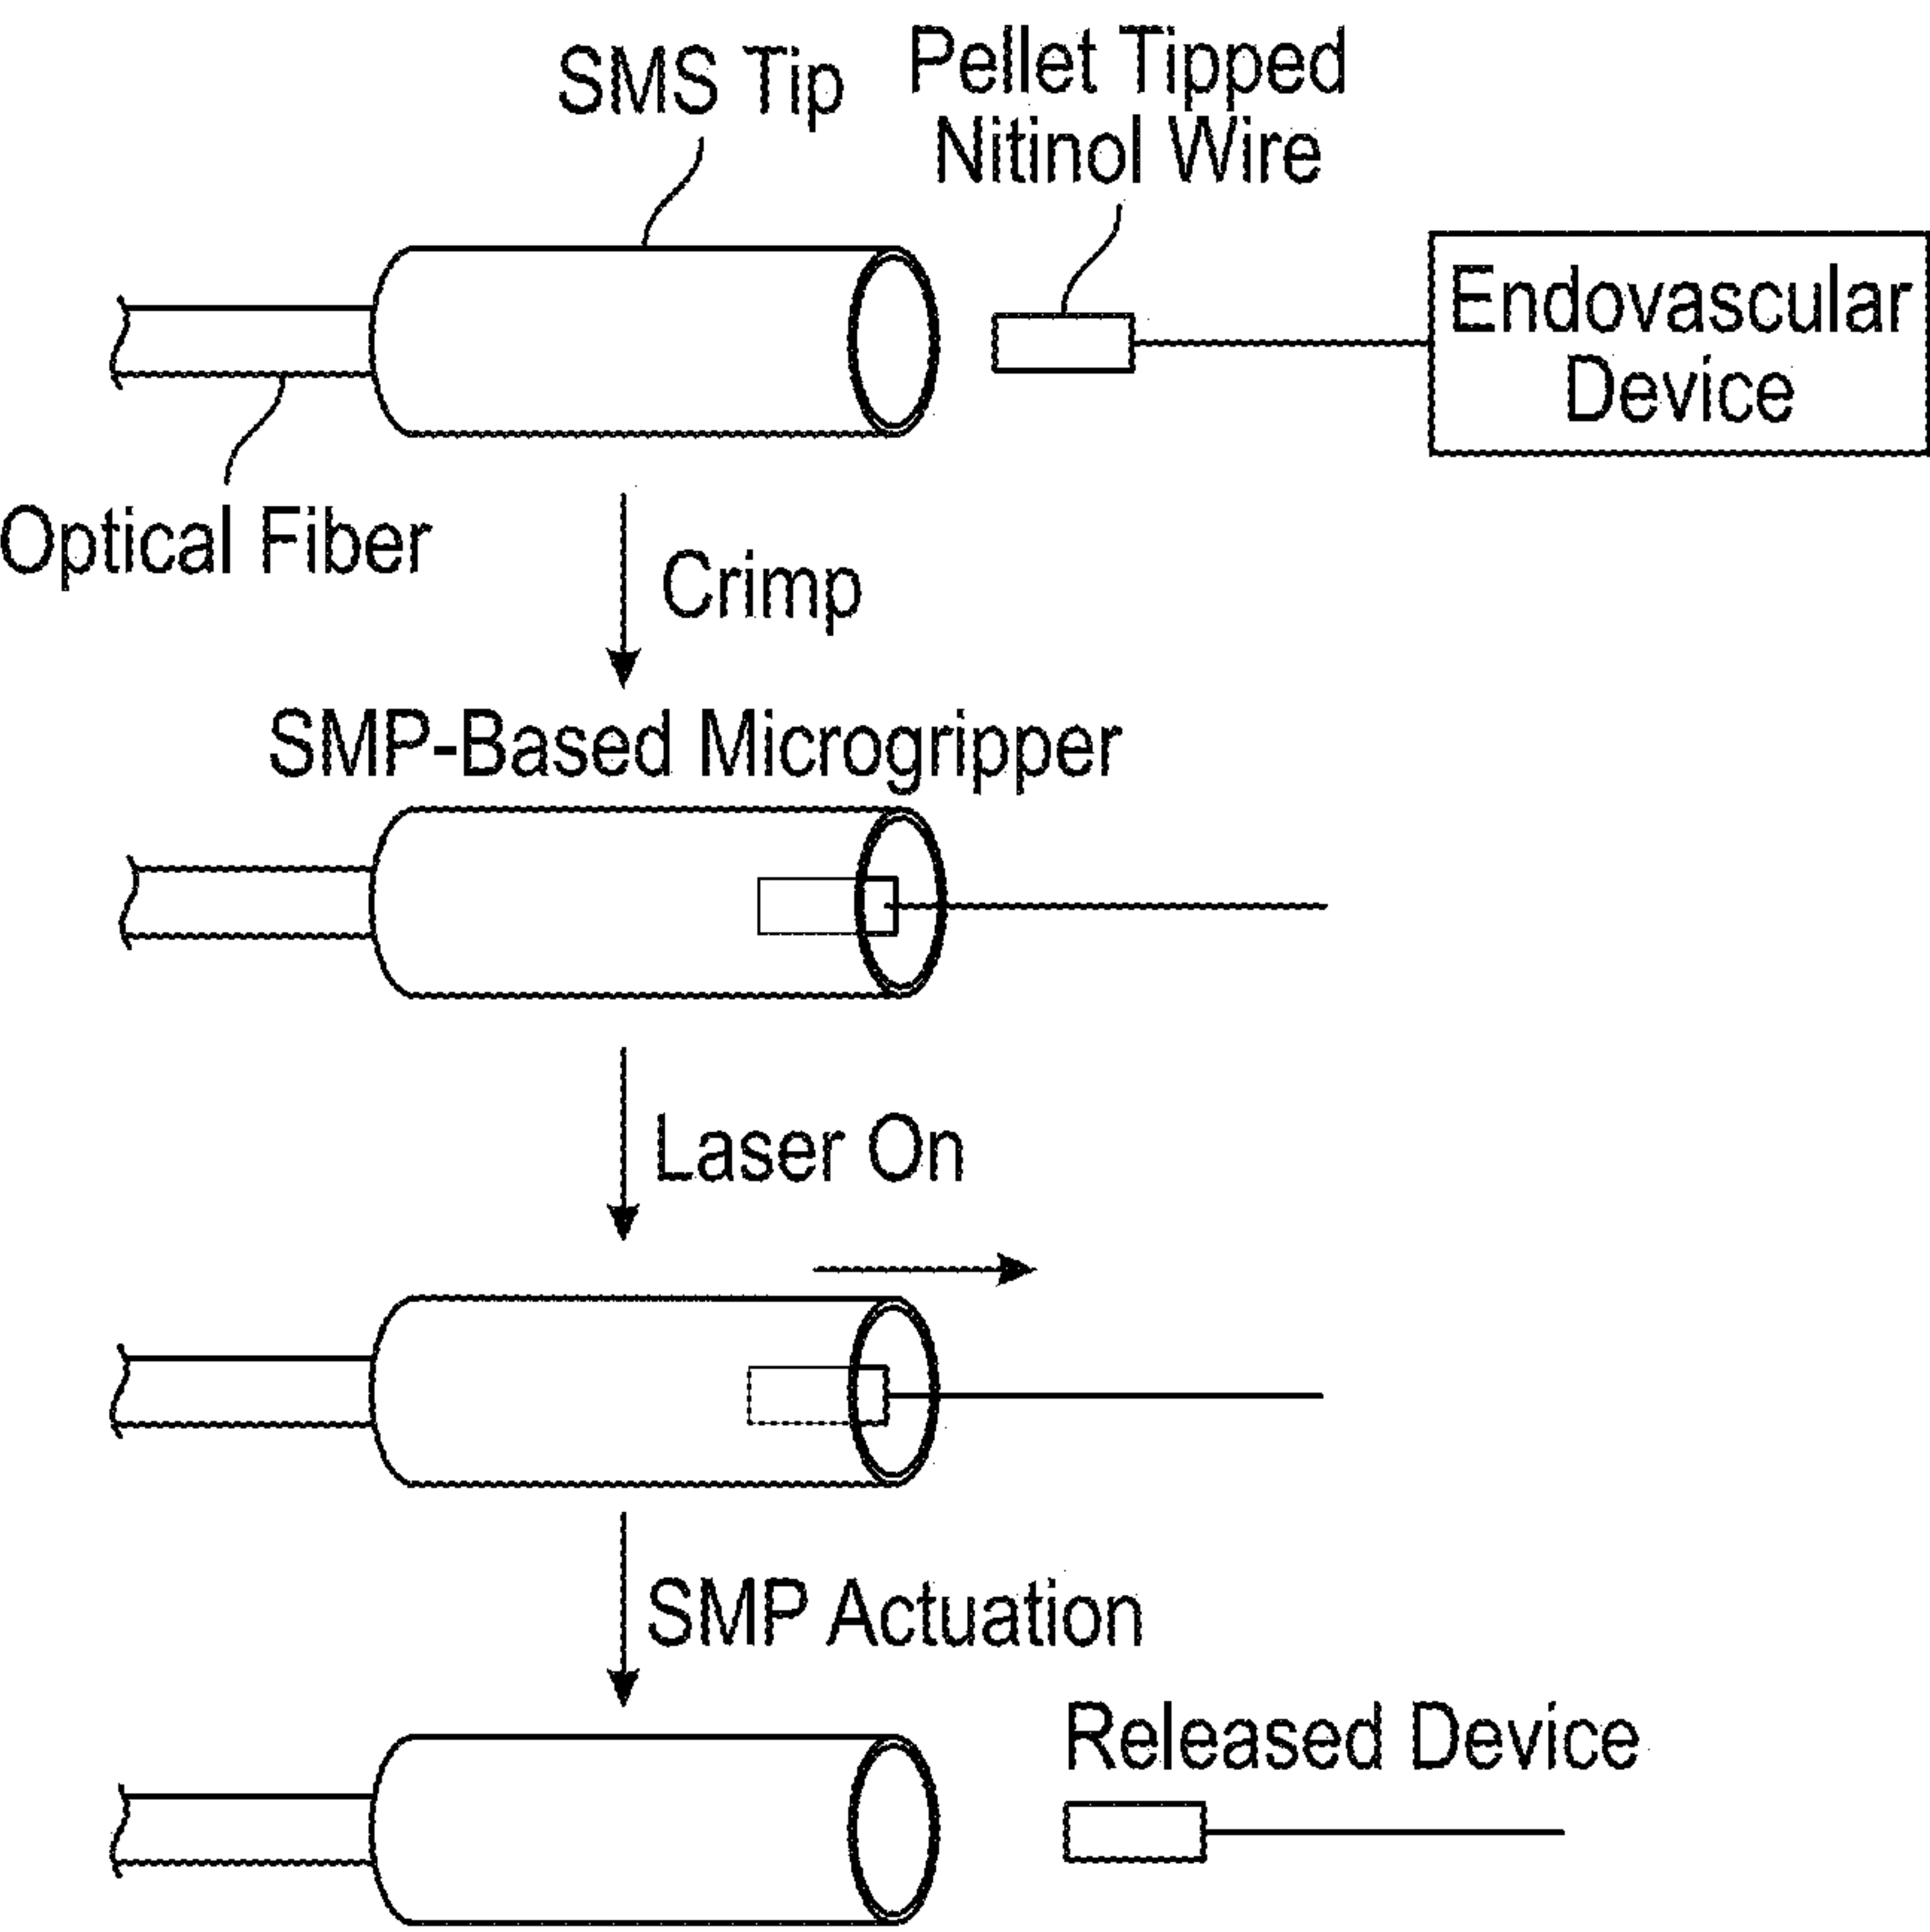 SMS Tip
Pellet Tipped
Nitinol Wire
Endovascular
Device
Optical Fiber
Crimp
SMP-Based Microgripper
Laser On
SMP Actuation
Released Device